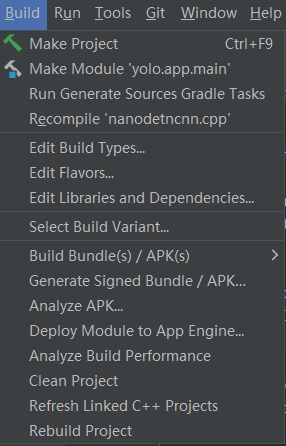 Build Run Tools Git Window Help
Make Project Ctrl+F9
Make Module 'yolo.app.main'
Run Generate Sources Gradle Tasks
Recompile 'nanodetncnn.cpp'
Edit Build Types...
Edit Flavors...
Edit Libraries and Dependencies...
Select Build Variant...
Build Bundle(s) / APK(s)
Generate Signed Bundle / APK...
Analyze APK...
Deploy Module to App Engine...
Analyze Build Performance
Clean Project
Refresh Linked C++ Projects
Rebuild Project